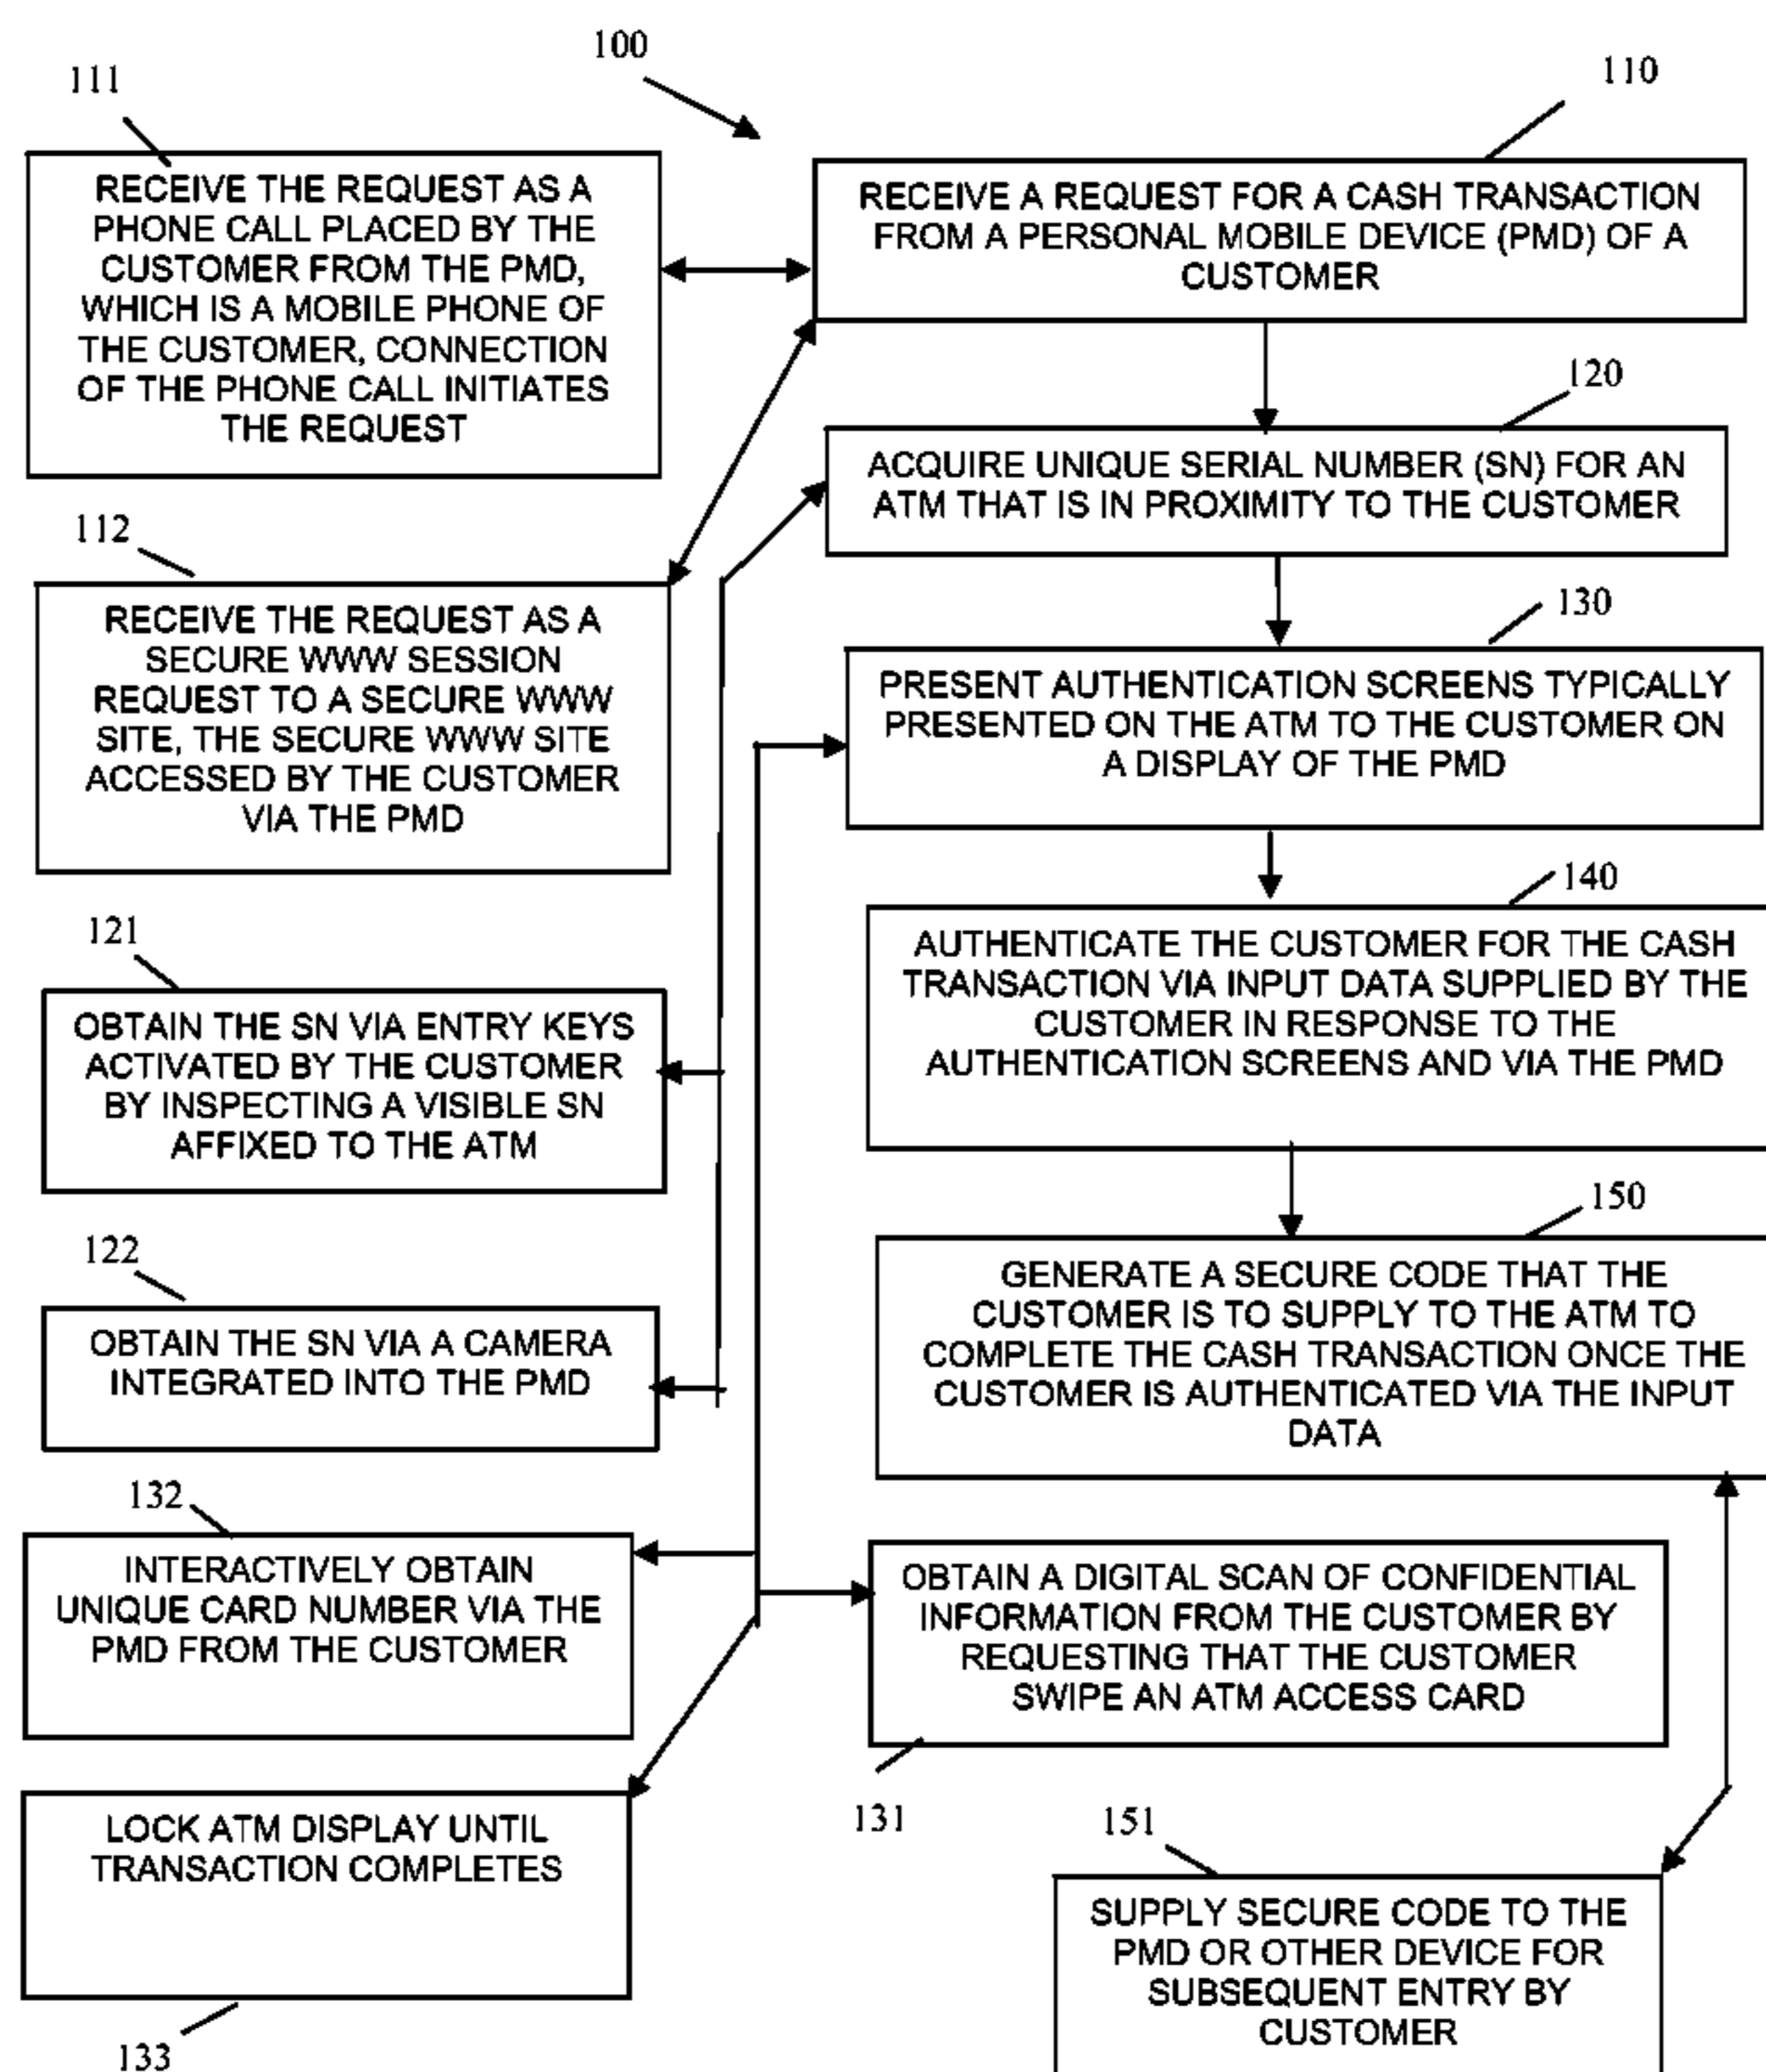 100
111
RECEIVE THE REQUEST AS A
PHONE CALL PLACED BY THE
CUSTOMER FROM THE PMD,
WHICH IS A MOBILE PHONE OF
THE CUSTOMER, CONNECTION
OF THE PHONE CALL INITIATES
THE REQUEST
110
RECEIVE A REQUEST FOR A CASH TRANSACTION
FROM A PERSONAL MOBILE DEVICE (PMD) OF A
CUSTOMER
112
RECEIVE THE REQUEST AS A
SECURE WWW SESSION
REQUEST TO A SECURE WWW
SITE, THE SECURE WWW SITE
ACCESSED BY THE CUSTOMER
VIA THE PMD
120
ACQUIRE UNIQUE SERIAL NUMBER (SN) FOR AN
ATM THAT IS IN PROXIMITY TO THE CUSTOMER
130
PRESENT AUTHENTICATION SCREENS TYPICALLY
PRESENTED ON THE ATM TO THE CUSTOMER ON
A DISPLAY OF THE PMD
121
OBTAIN THE SN VIA ENTRY KEYS
ACTIVATED BY THE CUSTOMER
BY INSPECTING A VISIBLE SN
AFFIXED TO THE ATM
140
AUTHENTICATE THE CUSTOMER FOR THE CASH
TRANSACTION VIA INPUT DATA SUPPLIED BY THE
CUSTOMER IN RESPONSE TO THE
AUTHENTICATION SCREENS AND VIA THE PMD
122
OBTAIN THE SN VIA A CAMERA
INTEGRATED INTO THE PMD
150
GENERATE A SECURE CODE THAT THE
CUSTOMER IS TO SUPPLY TO THE ATM TO
COMPLETE THE CASH TRANSACTION ONCE THE
CUSTOMER IS AUTHENTICATED VIA THE INPUT
DATA
132
INTERACTIVELY OBTAIN
UNIQUE CARD NUMBER VIA THE
PMD FROM THE CUSTOMER
OBTAIN A DIGITAL SCAN OF CONFIDENTIAL
INFORMATION FROM THE CUSTOMER BY
REQUESTING THAT THE CUSTOMER
SWIPE AN ATM ACCESS CARD
131
LOCK ATM DISPLAY UNTIL
TRANSACTION COMPLETES
133
151
SUPPLY SECURE CODE TO THE
PMD OR OTHER DEVICE FOR
SUBSEQUENT ENTRY BY
CUSTOMER